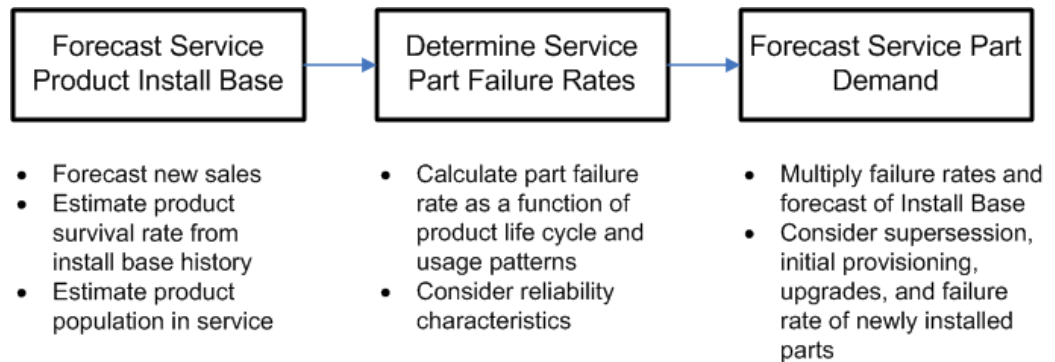 Forecast Service
Product Install Base
Determine Service
Part Failure Rates
Forecast Service Part
Demand
• Forecast new sales
• Estimate product
survival rate from
install base history
• Estimate product
population in service
• Calculate part failure
rate as a function of
product life cycle and
usage patterns
• Consider reliability
characteristics
• Multiply failure rates and
forecast of Install Base
• Consider supersession,
initial provisioning,
upgrades, and failure
rate of newly installed
parts